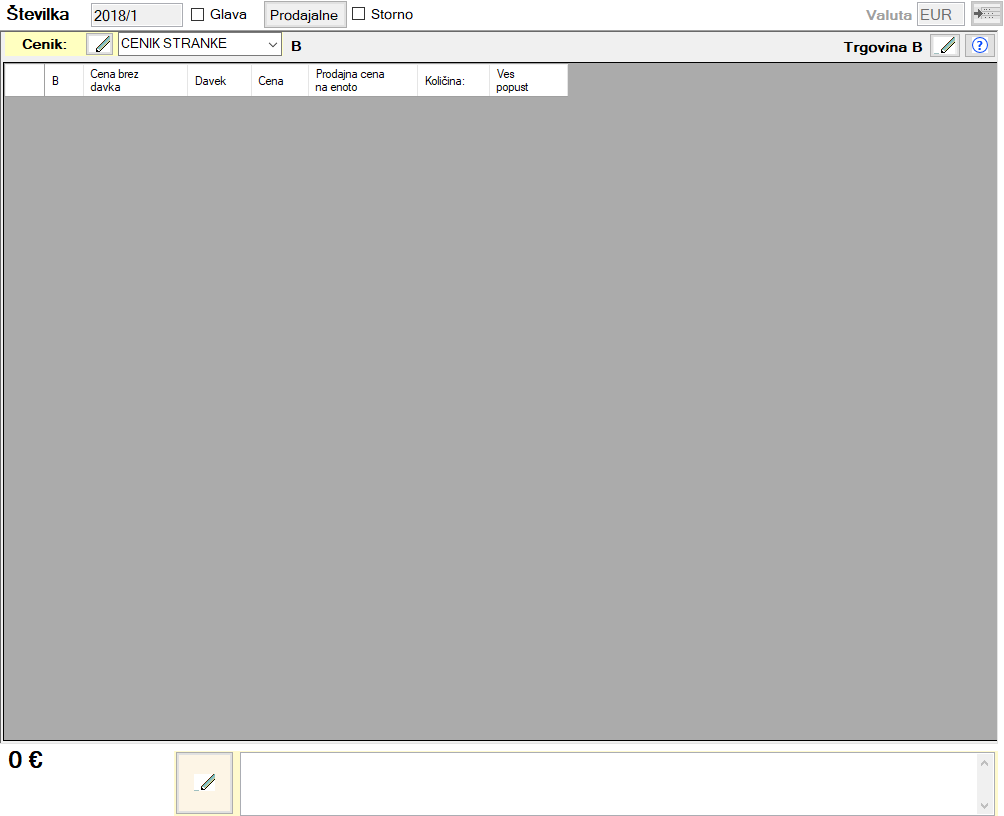 Številka 2018/1 Glava Prodajalne Storno Valuta EUR
Cenik: CENIK STRANKE B Trgovina B ?
B Cena brez davka Davek Cena Prodajna cena na enoto Količina: Ves popust
0 €